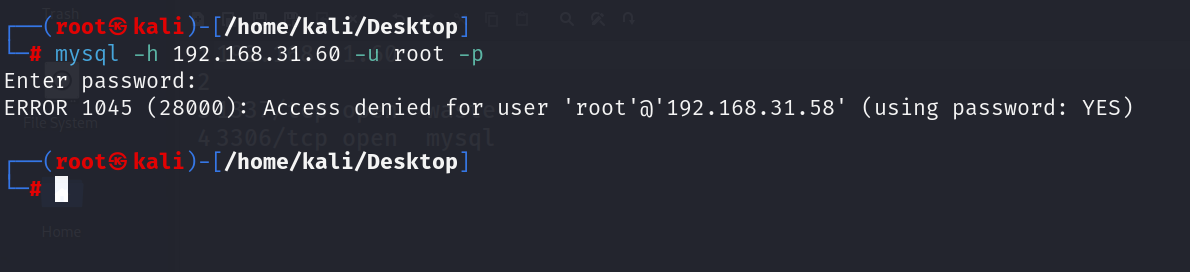 Trash
┌──(root㉿kali)-[/home/kali/Desktop]
└─# mysql -h 192.168.31.60 -u root -p
Enter password:
2
ERROR 1045 (28000): Access denied for user 'root'@'192.168.31.58' (using password: YES)
File System
4 3306/tcp open mysql
┌──(root㉿kali)-[/home/kali/Desktop]
└─#
Home